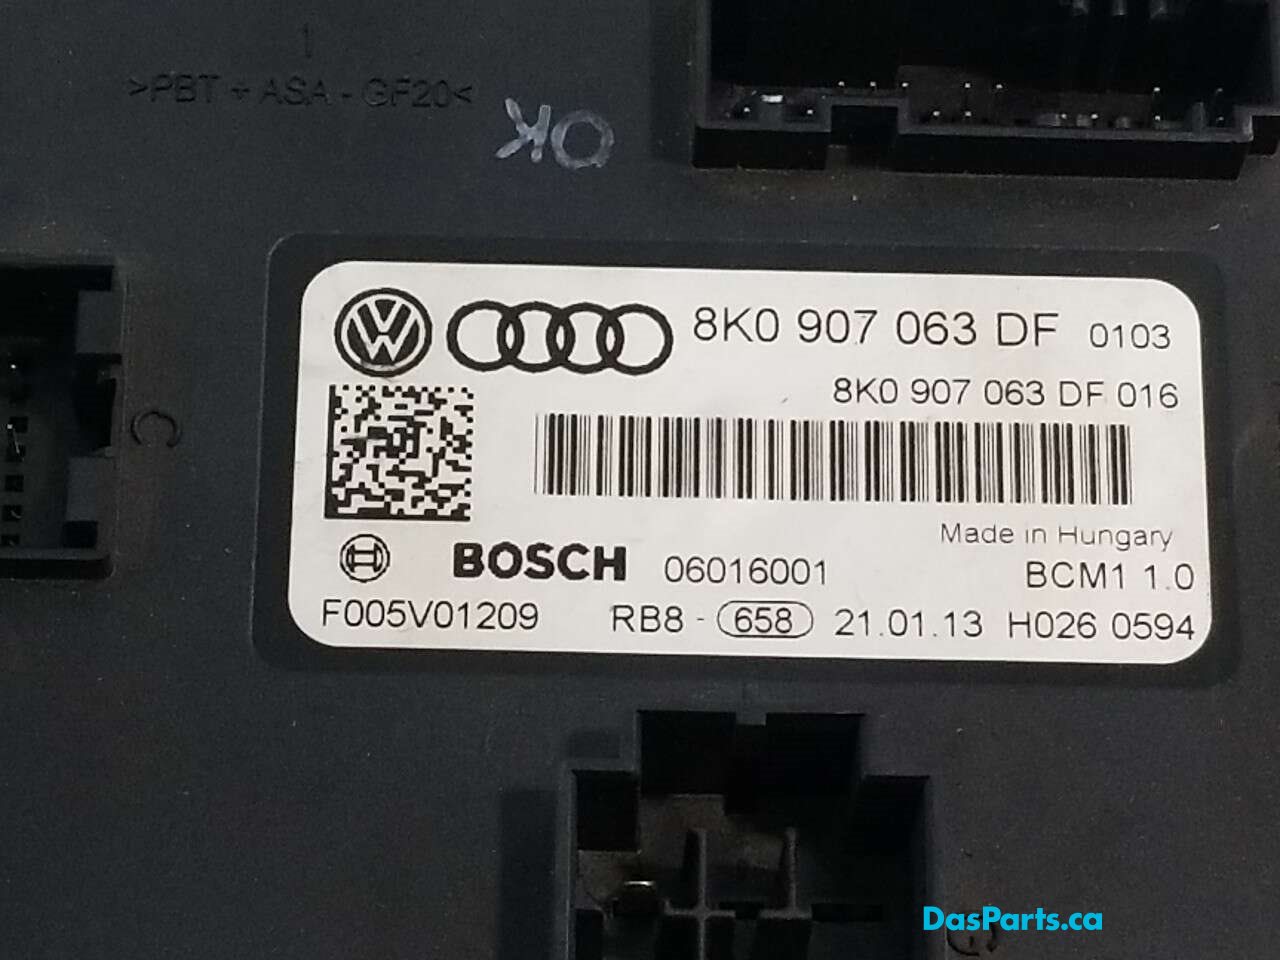 1
>PBT + ASA - GF20<
OK
8K0 907 063 DF 0103
8K0 907 063 DF 016
C
Made in Hungary
BOSCH 06016001 BCM1 1.0
F005V01209 RB8 - 658 21.01.13 H026 0594
DasParts.ca